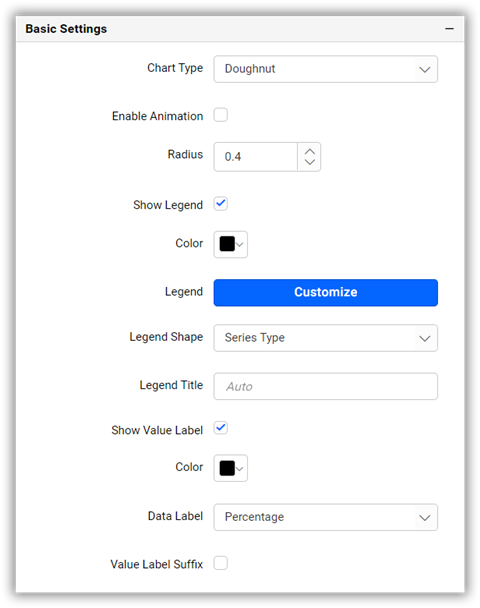 Basic Settings
Chart Type Doughnut
Enable Animation
Radius 0.4
Show Legend
Color
Legend Customize
Legend Shape Series Type
Legend Title Auto
Show Value Label
Color
Data Label Percentage
Value Label Suffix